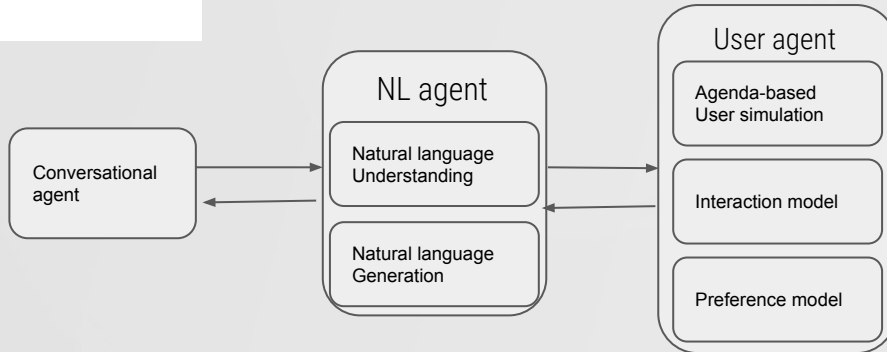 User agent
NL agent
Agenda-based
User simulation
Conversational
agent
Natural language
Understanding
Interaction model
Natural language
Generation
Preference model